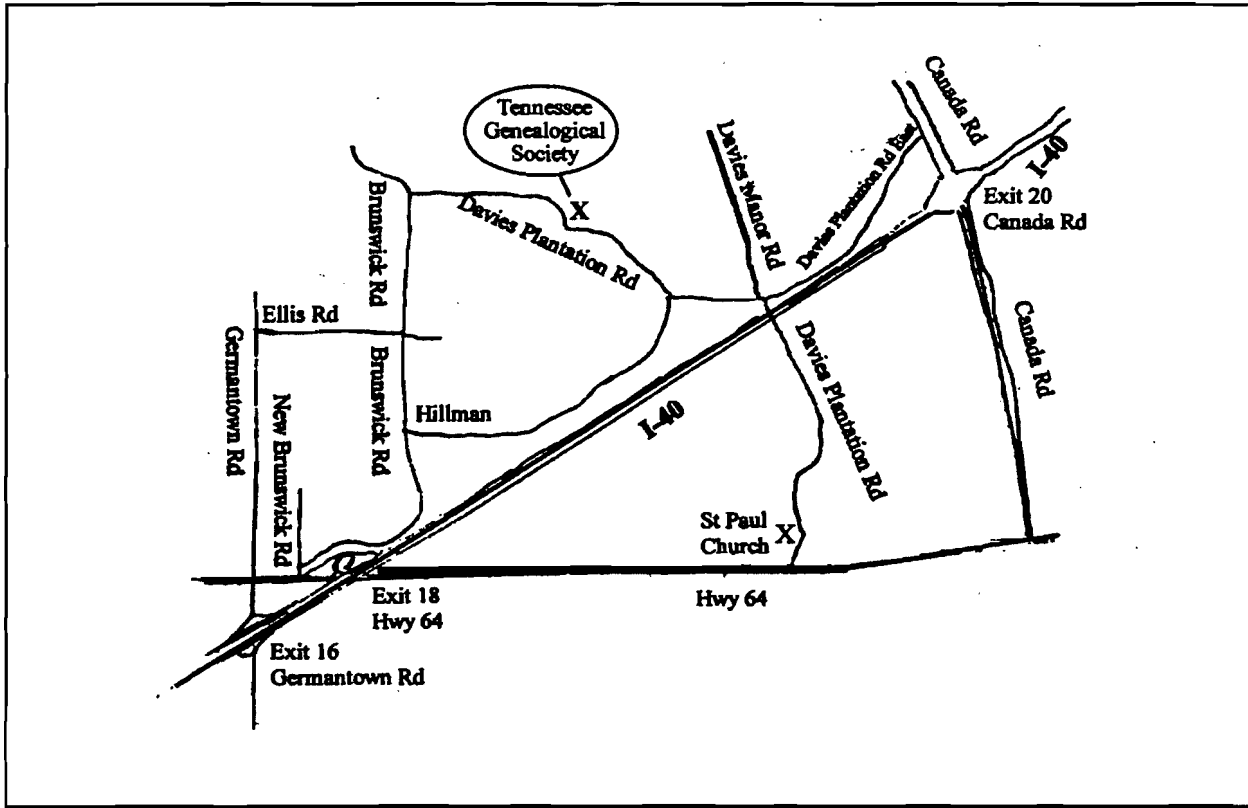 Tennessee
Genealogical
Society
X
Canada Rd
I-40
Exit 20
Canada Rd
Davies Manor Rd
Davies Plantation Rd East
Brunswick Rd
Davies Plantation Rd
Ellis Rd
Germantown Rd
New Brunswick Rd
Brunswick Rd
Hillman
I-40
Davies Plantation Rd
Canada Rd
St Paul
Church
X
Exit 18
Hwy 64
Hwy 64
Exit 16
Germantown Rd